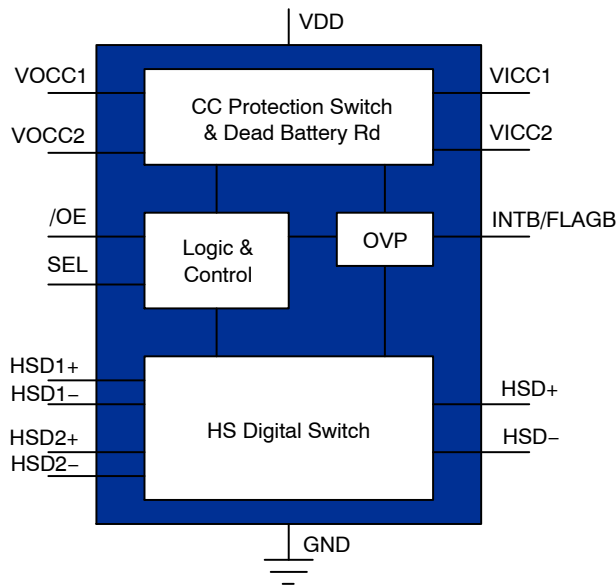 VDD
VOCC1
VICC1
CC Protection Switch
& Dead Battery Rd
VOCC2
VICC2
/OE
Logic &
Control
OVP
INTB/FLAGB
SEL
HSD1+
HSD1−
HSD2+
HSD2−
HS Digital Switch
HSD+
HSD−
GND